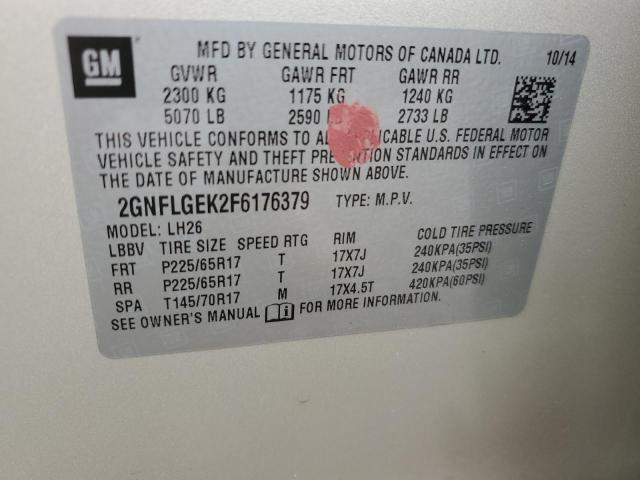 GM
MFD BY GENERAL MOTORS OF CANADA LTD. 10/14
GVWR GAWR FRT GAWR RR
2300 KG 1175 KG 1240 KG
5070 LB 2590 2733 LB
THIS VEHICLE CONFORMS TO U.S. FEDERAL MOTOR
VEHICLE SAFETY AND THEFT STANDARDS IN EFFECT ON
THE DATE OF MANUFACTURE SHOWN ABOVE.
2GNFLGEK2F6176379 TYPE: M.P.V.
MODEL: LH26
LBBV TIRE SIZE SPEED RTG RIM COLD TIRE PRESSURE
FRT P225/65R17 T 17X7J 240KPA(35PSI)
RR P225/65R17 T 17X7J 240KPA(35PSI)
SPA T145/70R17 M 17X4.5T 420KPA(60PSI)
SEE OWNER'S MANUAL FOR MORE INFORMATION.